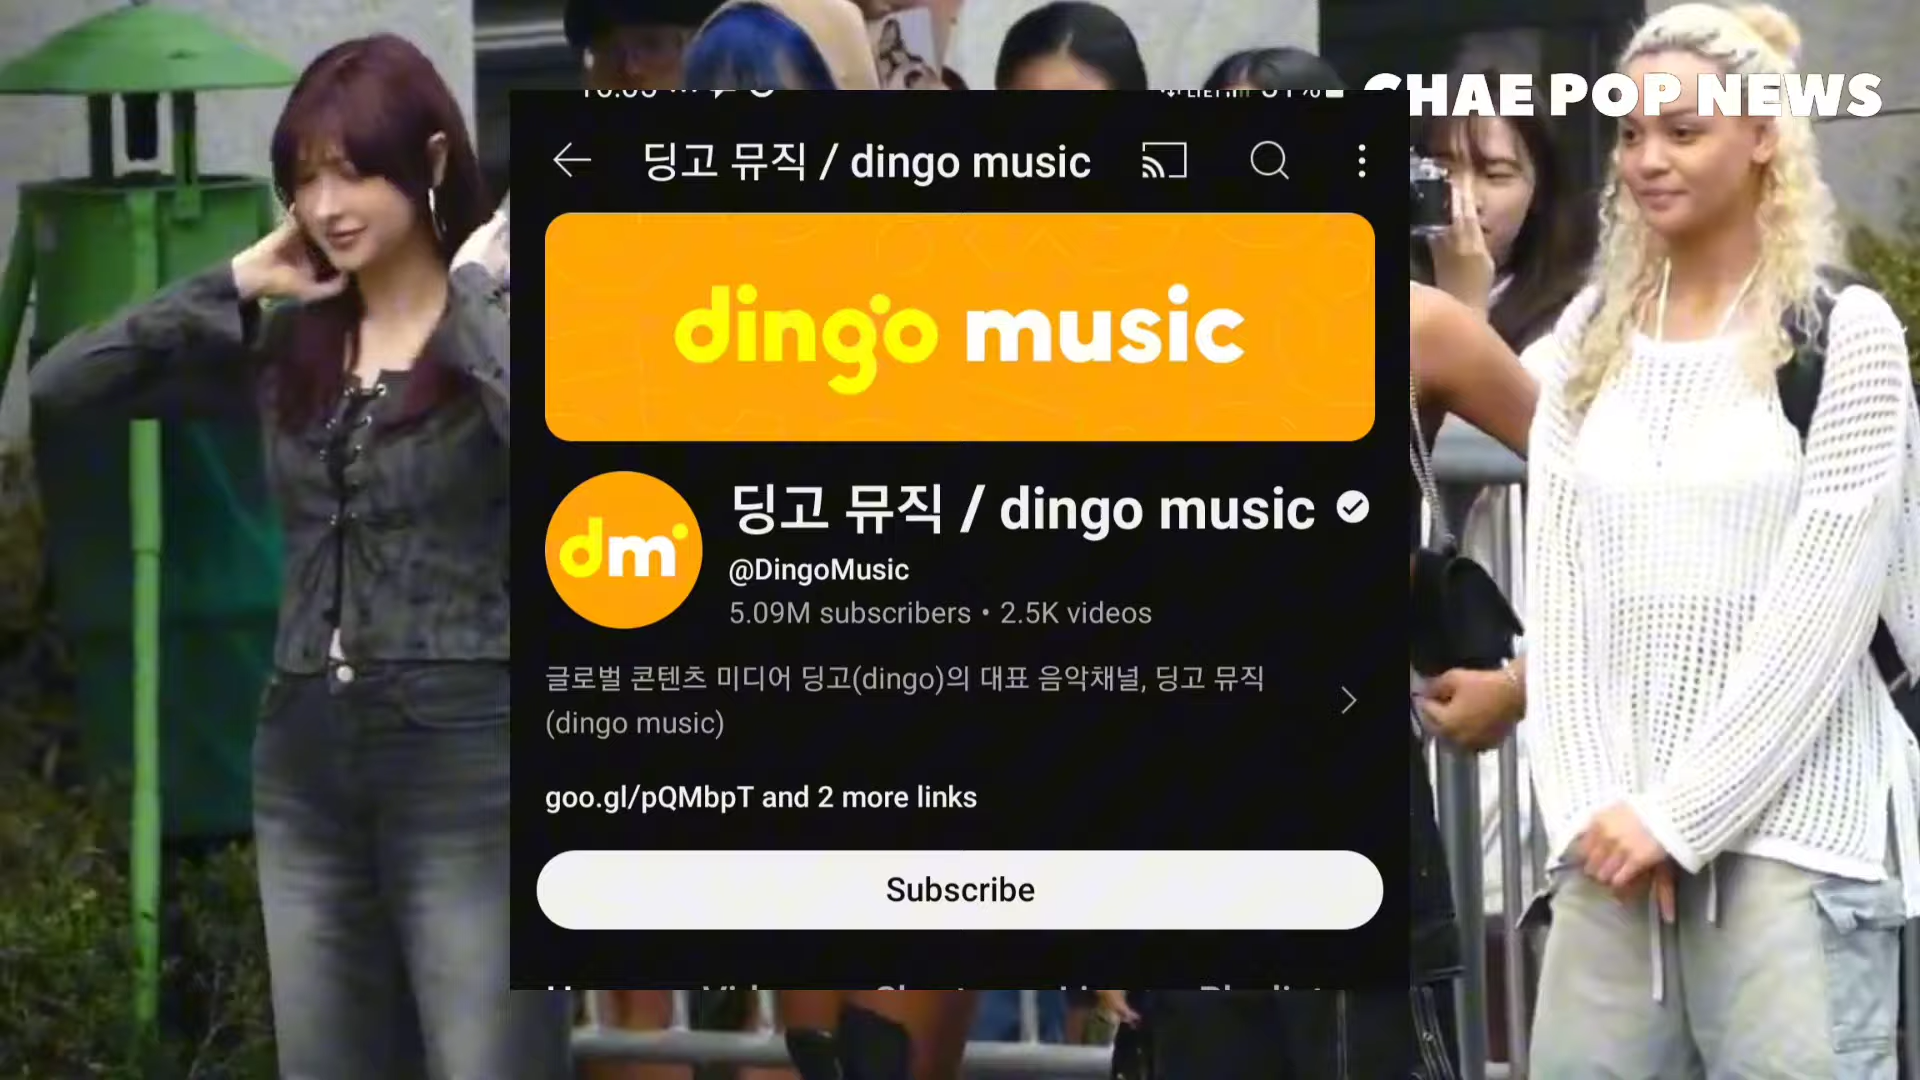 CHAE POP NEWS
딩고 뮤직 / dingo music
dingo music
dm
딩고 뮤직 / dingo music
@DingoMusic
5.09M subscribers • 2.5K videos
글로벌 콘텐츠 미디어 딩고(dingo)의 대표 음악채널, 딩고 뮤직
(dingo music)
goo.gl/pQMbpT and 2 more links
Subscribe